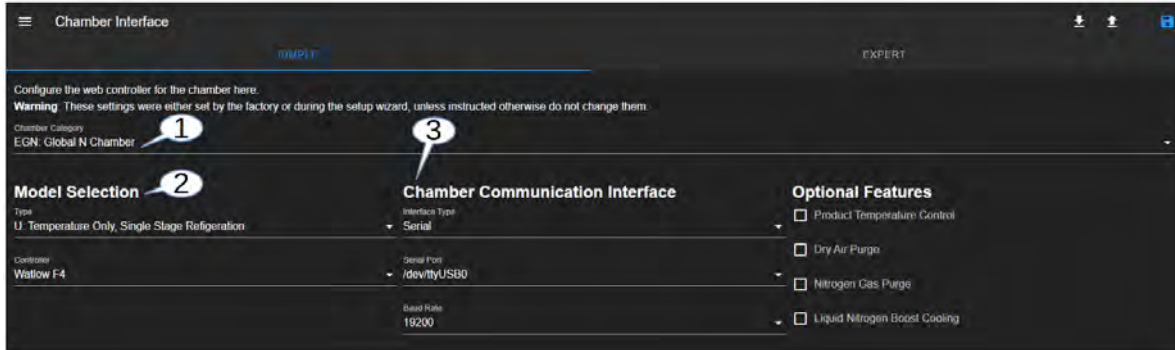 Chamber Interface
SIMPLE
EXPERT
Configure the web controller for the chamber here.
Warning: These settings were either set by the factory or during the setup wizard, unless instructed otherwise do not change them.
Chamber Category
EGN: Global N Chamber
1
3
Model Selection
2
Type
U: Temperature Only, Single Stage Refigeration
Controller
Watlow F4
Chamber Communication Interface
Interface Type
Serial
Serial Port
/dev/ttyUSB0
Baud Rate
19200
Optional Features
Product Temperature Control
Dry Air Purge
Nitrogen Gas Purge
Liquid Nitrogen Boost Cooling